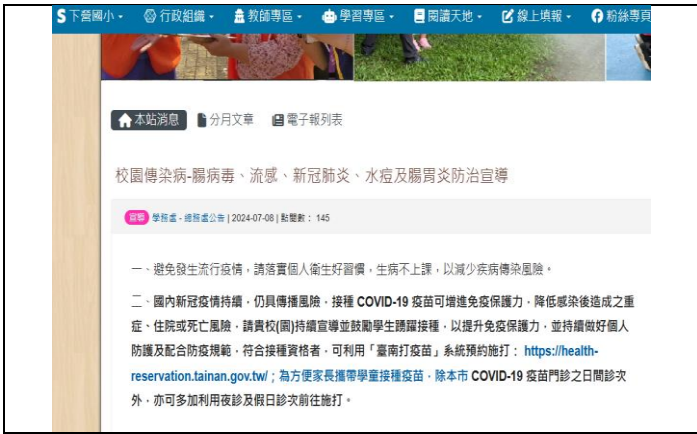 S 下營國小 行政組織 教師專區 學習專區 閱讀天地 線上填報 粉絲專頁
本站消息 分月文章 電子報列表
校園傳染病-腸病毒、流感、新冠肺炎、水痘及腸胃炎防治宣導
宣導 學務處 - 總務處公告 | 2024-07-08 | 點閱數： 145
一、避免發生流行疫情，請落實個人衛生好習慣，生病不上課，以減少疾病傳染風險。
二、國內新冠疫情持續，仍具傳播風險，接種 COVID-19 疫苗可增進免疫保護力，降低感染後造成之重
症、住院或死亡風險，請貴校(園)持續宣導並鼓勵學生踴躍接種，以提升免疫保護力，並持續做好個人
防護及配合防疫規範，符合接種資格者，可利用「臺南打疫苗」系統預約施打： https://health-
reservation.tainan.gov.tw/；為方便家長攜帶學童接種疫苗，除本市 COVID-19 疫苗門診之日間診次
外，亦可多加利用夜診及假日診次前往施打。